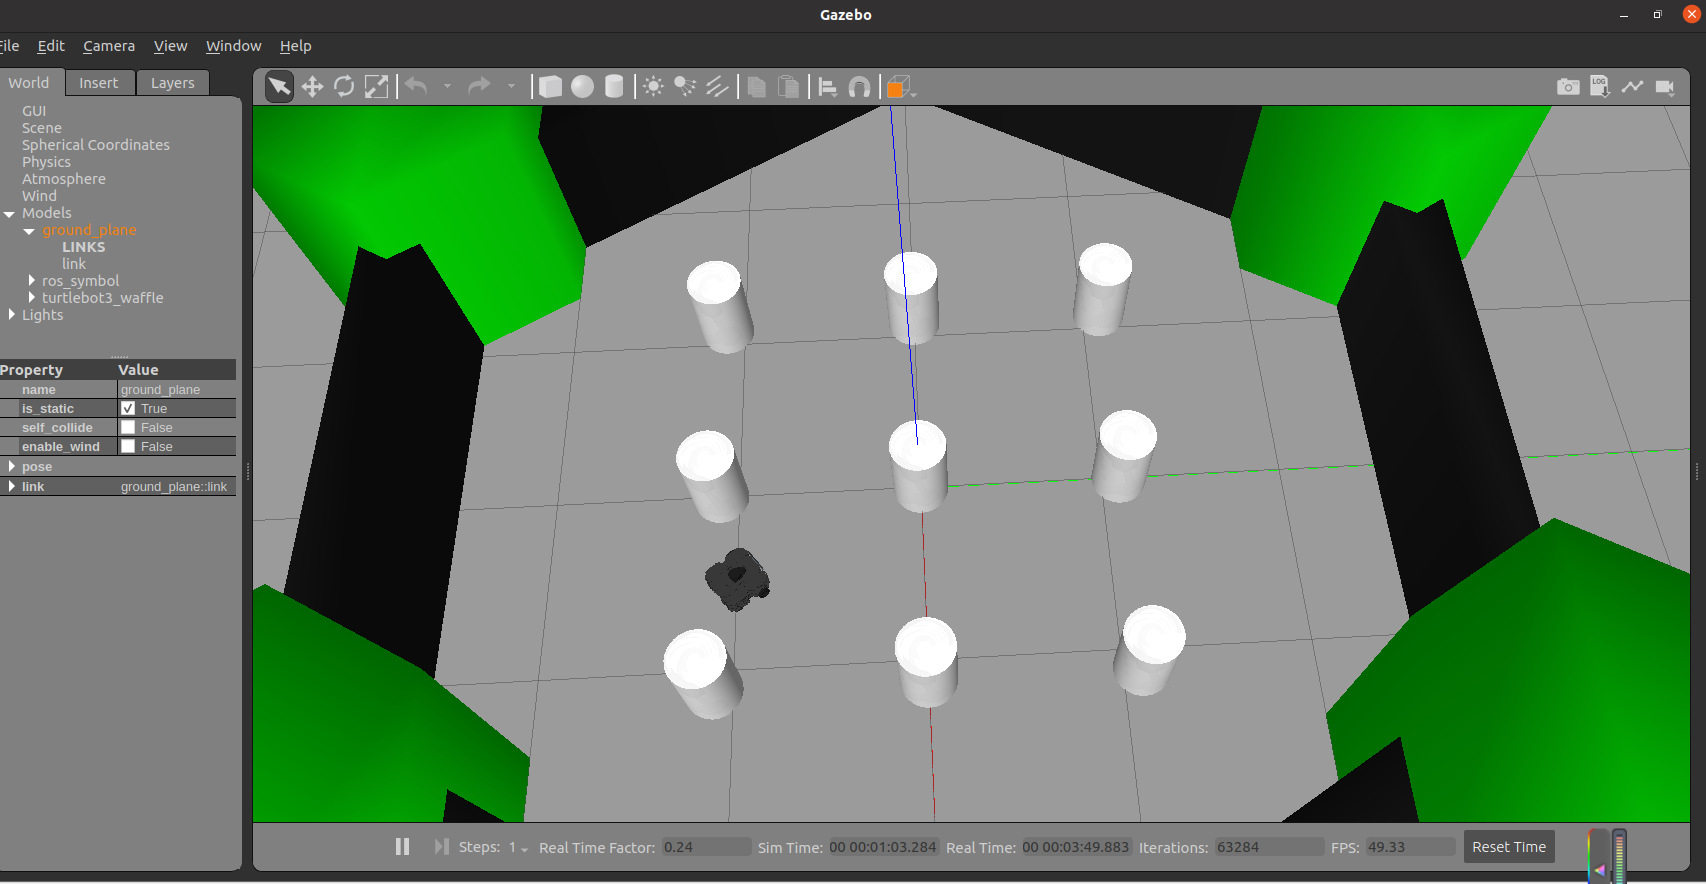 Gazebo
File Edit Camera View Window Help
World Insert Layers
GUI
Scene
Spherical Coordinates
Physics
Atmosphere
Wind
Models
ground_plane
LINKS
link
ros_symbol
turtlebot3_waffle
Lights
Property Value
name ground_plane
is_static True
self_collide False
enable_wind False
pose
link ground_plane::link
LOG
Steps: 1 Real Time Factor: 0.24 Sim Time: 00 00:01:03.284 Real Time: 00 00:03:49.883 Iterations: 63284 FPS: 49.33 Reset Time